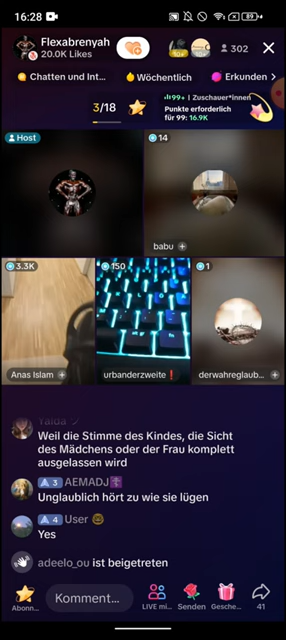 16:28
89
Flexabrenyah
20.0K Likes
10+
302
Chatten und Int...
Wöchentlich
Erkunden
3/18
99+ | Zuschauer*innen
Punkte erforderlich
für 99: 16.9K
Host
14
babu
3.3K
150
1
Anas Islam
urbanderzweite
derwahreglaub...
Weil die Stimme des Kindes, die Sicht
des Mädchens oder der Frau komplett
ausgelassen wird
3 AEMADJ
Unglaublich hört zu wie sie lügen
4 User
Yes
adeelo_ou ist beigetreten
Abonn...
Komment...
LIVE mi...
Senden
Gesche...
41